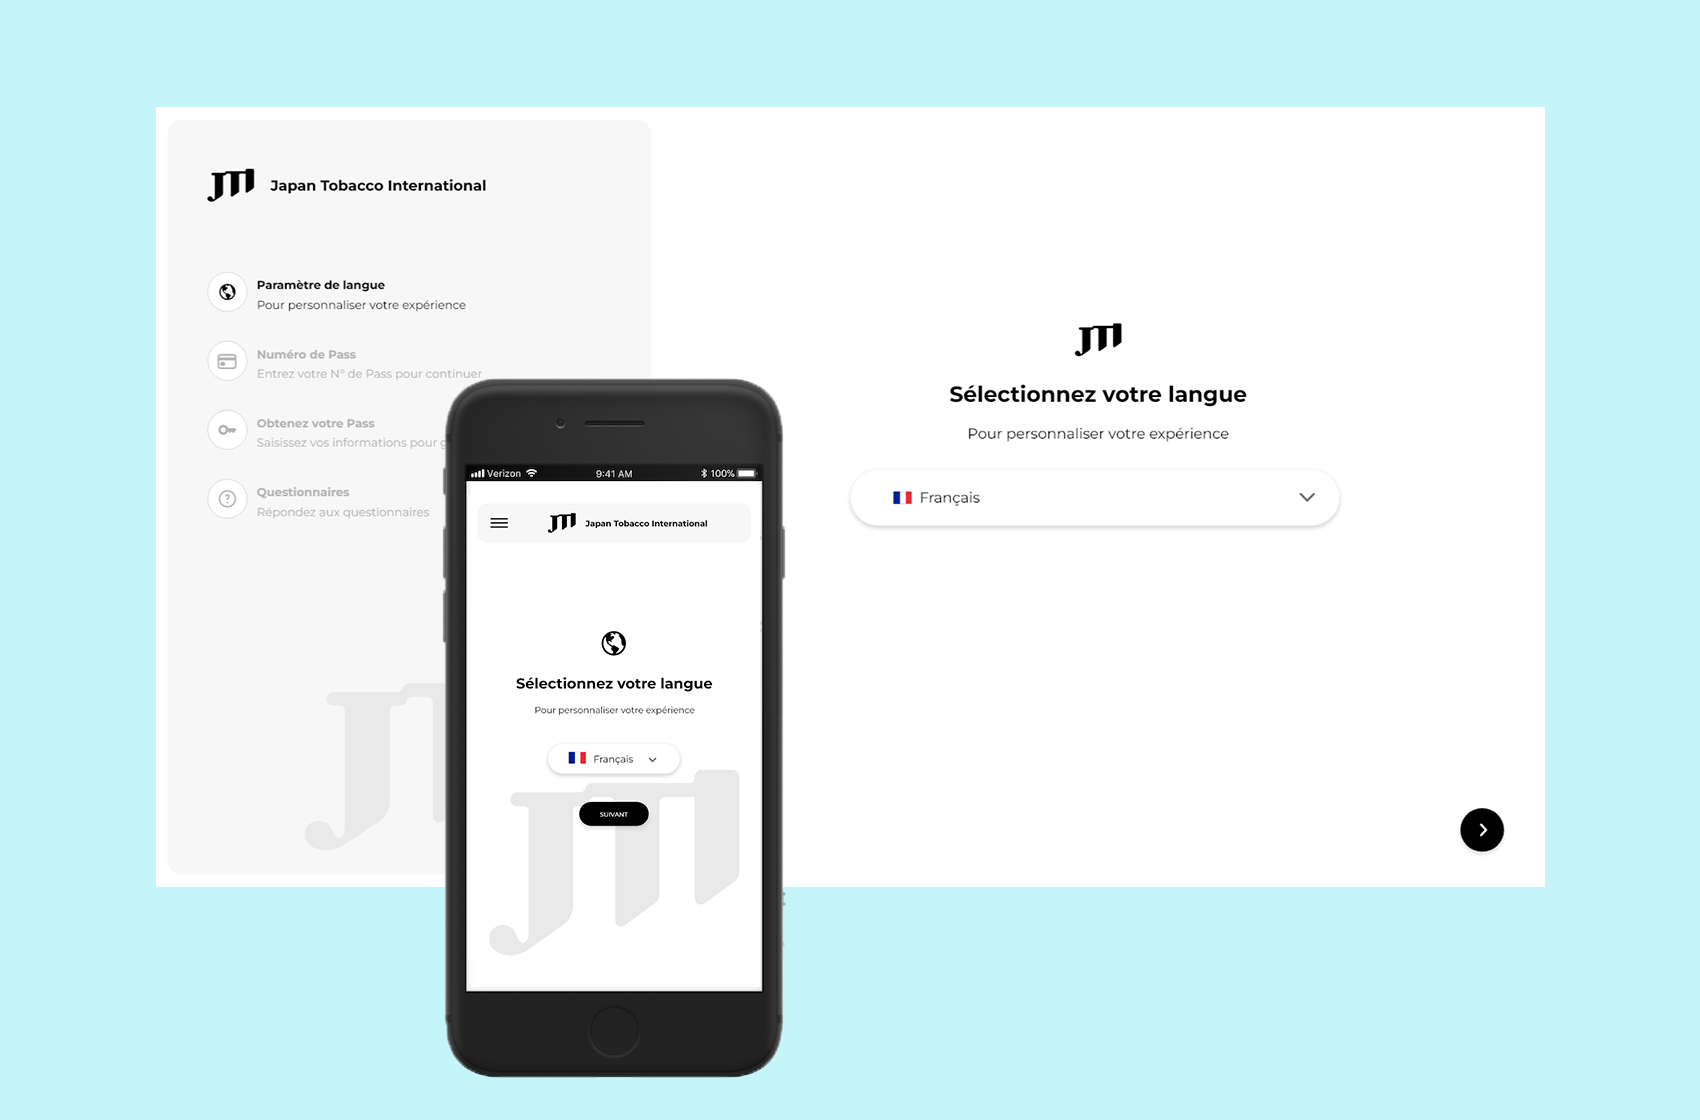 JTI Japan Tobacco International
Paramètre de langue
Pour personnaliser votre expérience
Numéro de Pass
Entrez votre N° de Pass pour continuer
Obtenez votre Pass
Saisissez vos informations pour
Questionnaires
Répondez aux questionnaires
JTI
JTI
Sélectionnez votre langue
Pour personnaliser votre expérience
Français
Verizon 9:41 AM 100%
JTI Japan Tobacco International
Sélectionnez votre langue
Pour personnaliser votre expérience
Français
SUIVANT
JTI